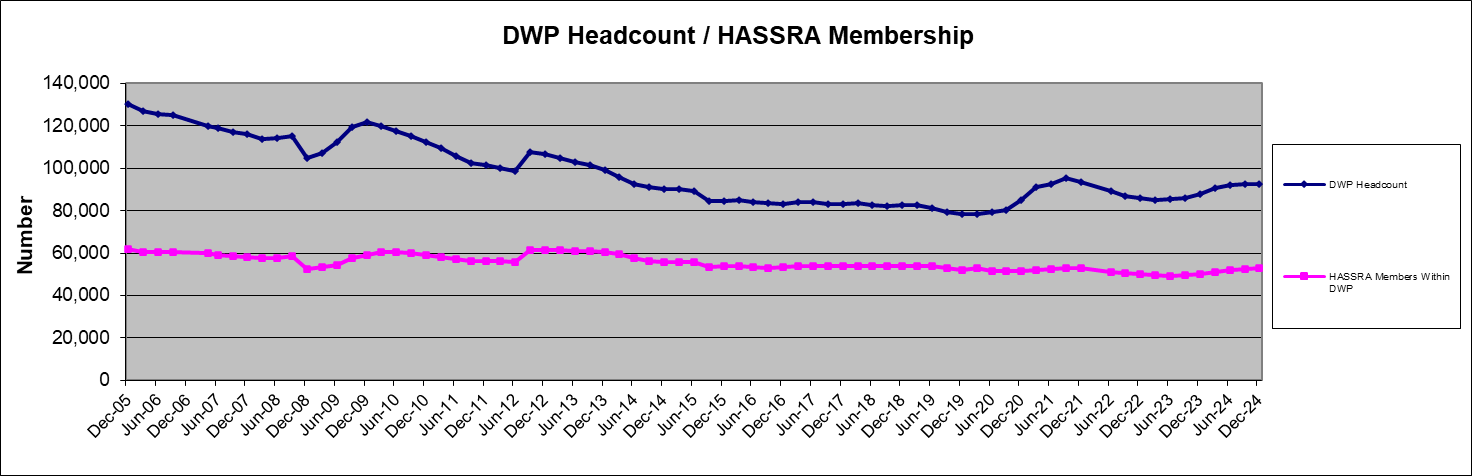 DWP Headcount / HASSRA Membership
Number
140,000
120,000
100,000
80,000
60,000
40,000
20,000
0
Dec-05
Jun-06
Dec-06
Jun-07
Dec-07
Jun-08
Dec-08
Jun-09
Dec-09
Jun-10
Dec-10
Jun-11
Dec-11
Jun-12
Dec-12
Jun-13
Dec-13
Jun-14
Dec-14
Jun-15
Dec-15
Jun-16
Dec-16
Jun-17
Dec-17
Jun-18
Dec-18
Jun-19
Dec-19
Jun-20
Dec-20
Jun-21
Dec-21
Jun-22
Dec-22
Jun-23
Dec-23
Jun-24
Dec-24
DWP Headcount
HASSRA Members Within
DWP